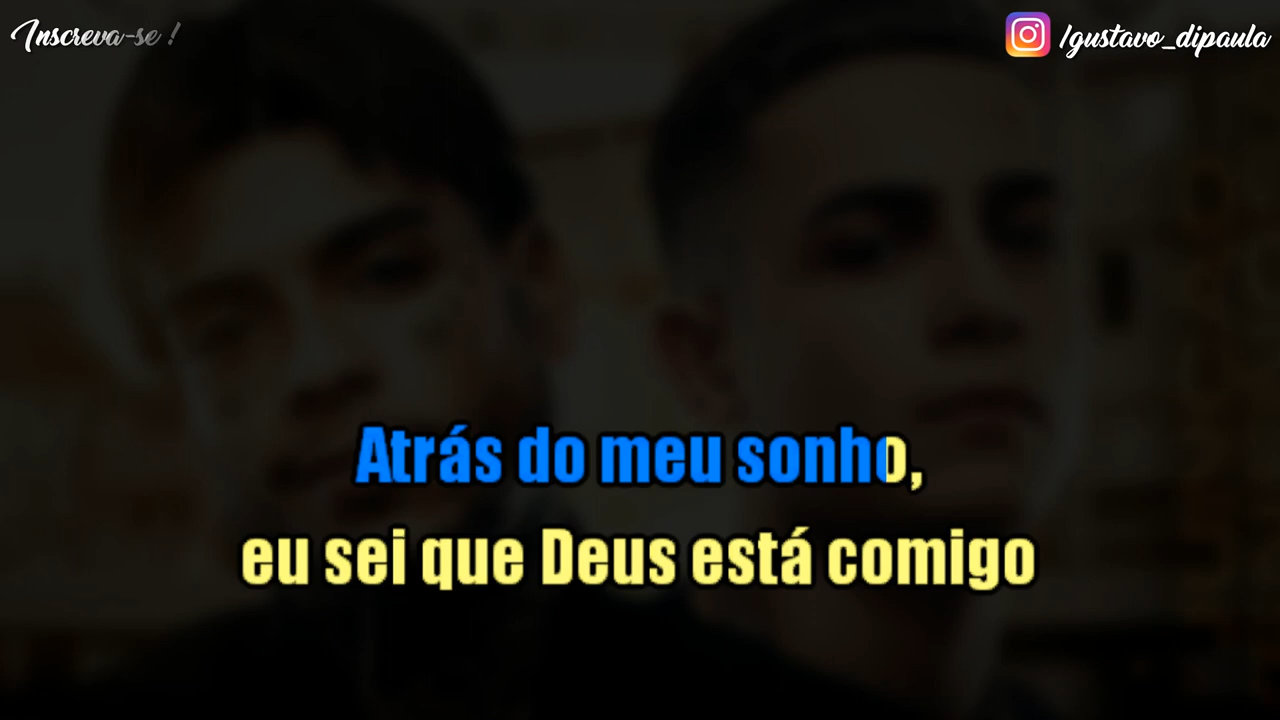 Inscreva-se !
/gustavo_dipaula
Atrás do meu sonho,
eu sei que Deus está comigo